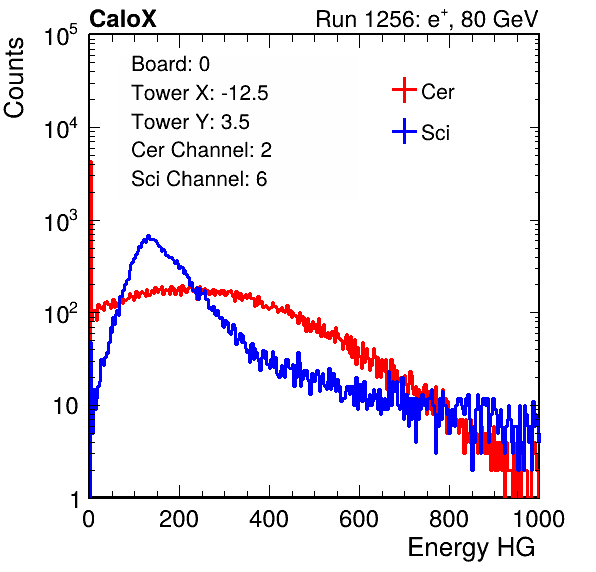 CaloX Run 1256: e⁺, 80 GeV
Counts
10⁵
10⁴
10³
10²
10
1
Board: 0
Tower X: -12.5
Tower Y: 3.5
Cer Channel: 2
Sci Channel: 6
Cer
Sci
0 200 400 600 800 1000
Energy HG